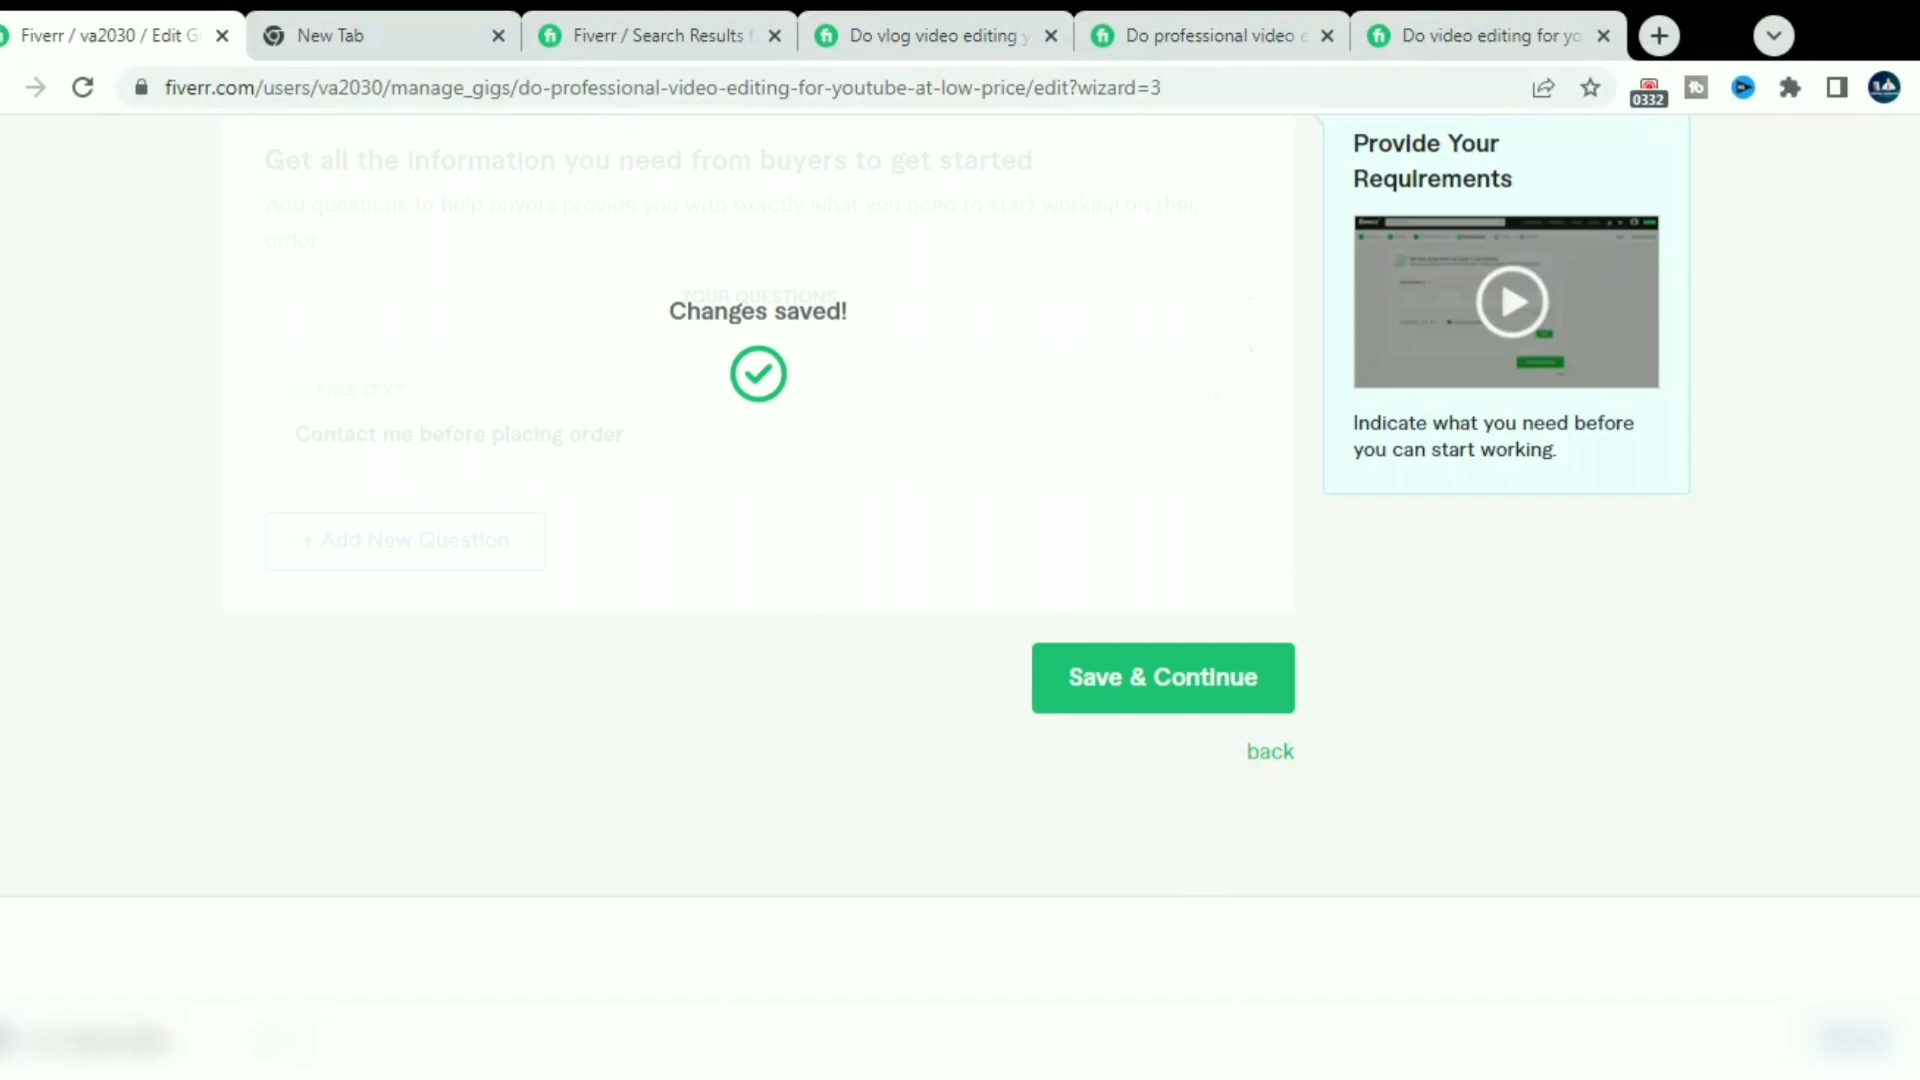 Fiverr / va2030 / Edit G
New Tab
Fiverr / Search Results f
Do vlog video editing y
Do professional video e
Do video editing for yo
fiverr.com/users/va2030/manage_gigs/do-professional-video-editing-for-youtube-at-low-price/edit?wizard=3
0332
Get all the information you need from buyers to get started
Add questions to help buyers provide you with exactly what you need to start working on their
order.
YOUR QUESTIONS
Changes saved!
FREE TEXT
Contact me before placing order
+ Add New Question
Save & Continue
back
Provide Your
Requirements
Indicate what you need before
you can start working.